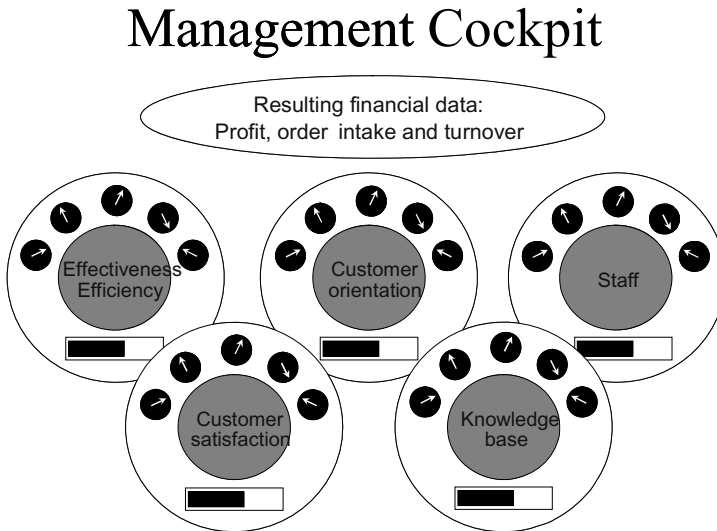 Management Cockpit
Resulting financial data:
Profit, order intake and turnover
Effectiveness
Efficiency
Customer
orientation
Staff
Customer
satisfaction
Knowledge
base